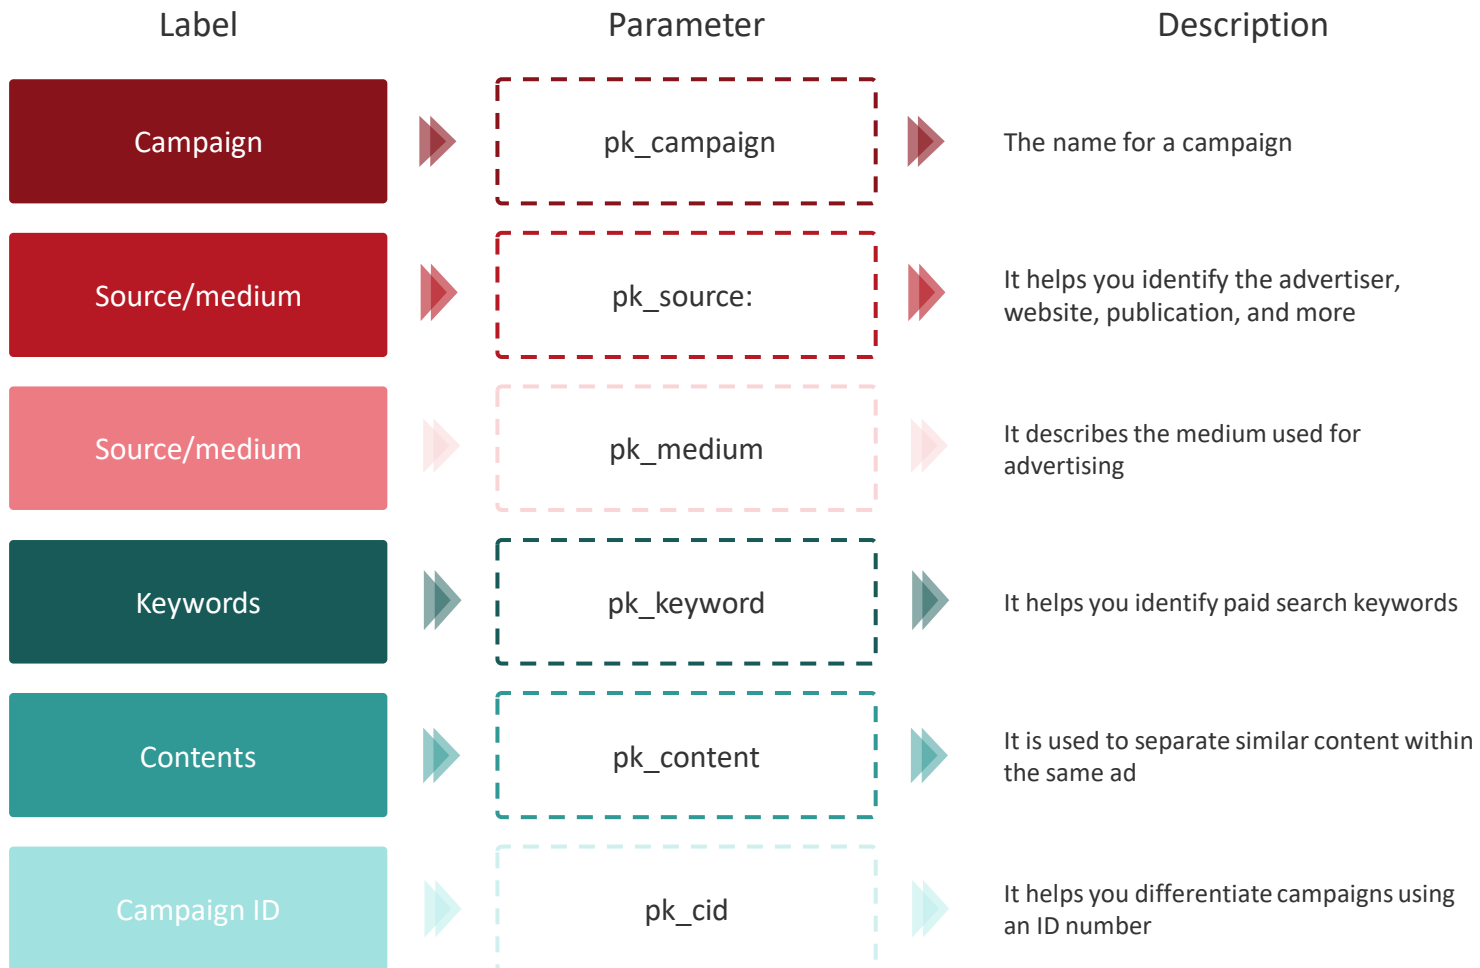 Label Parameter Description
Campaign pk_campaign The name for a campaign
Source/medium pk_source: It helps you identify the advertiser,
website, publication, and more
Source/medium pk_medium It describes the medium used for
advertising
Keywords pk_keyword It helps you identify paid search keywords
Contents pk_content It is used to separate similar content within
the same ad
Campaign ID pk_cid It helps you differentiate campaigns using
an ID number